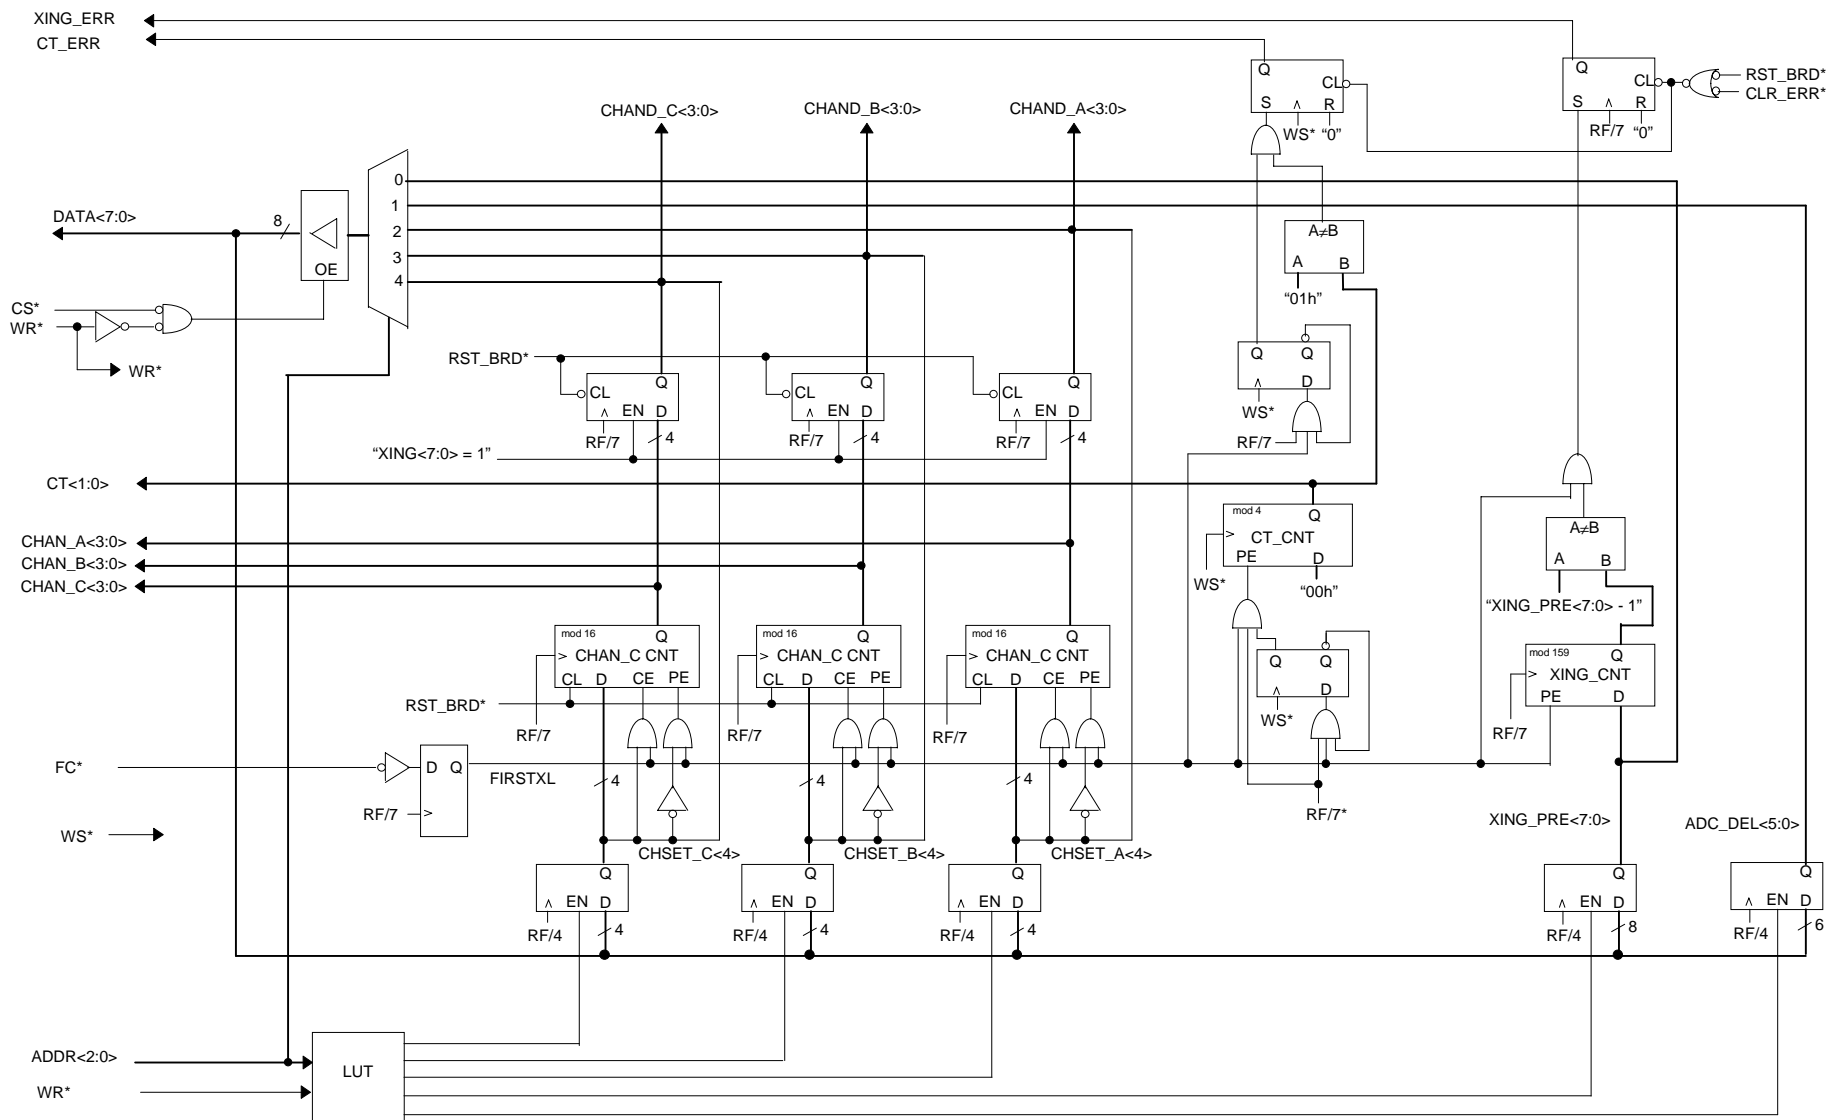 XING_ERR
CT_ERR
Q
CL
S
^
R
WS*
“0”
Q
CL
S
^
R
RF/7
“0”
RST_BRD*
CLR_ERR*
CHAND_C<3:0>
CHAND_B<3:0>
CHAND_A<3:0>
0
1
2
3
4
DATA<7:0>
8
OE
CS*
WR*
WR*
A≠B
A
B
“01h”
Q
Q
^
D
WS*
RF/7
RST_BRD*
CL
Q
^
EN
D
RF/7
4
CL
Q
^
EN
D
RF/7
4
CL
Q
^
EN
D
RF/7
4
“XING<7:0> = 1”
CT<1:0>
mod 4
Q
>
CT_CNT
PE
D
WS*
“00h”
A≠B
A
B
“XING_PRE<7:0> - 1”
CHAN_A<3:0>
CHAN_B<3:0>
CHAN_C<3:0>
mod 16
Q
> CHAN_C CNT
CL
D
CE
PE
mod 16
Q
> CHAN_C CNT
CL
D
CE
PE
mod 16
Q
> CHAN_C CNT
CL
D
CE
PE
RST_BRD*
RF/7
RF/7
RF/7
Q
Q
^
D
WS*
RF/7*
mod 159
Q
>
XING_CNT
PE
D
RF/7
FC*
D
Q
>
RF/7
FIRSTXL
4
4
4
WS*
CHSET_C<4>
CHSET_B<4>
CHSET_A<4>
XING_PRE<7:0>
ADC_DEL<5:0>
Q
^
EN
D
RF/4
4
Q
^
EN
D
RF/4
4
Q
^
EN
D
RF/4
4
Q
^
EN
D
RF/4
8
Q
^
EN
D
RF/4
6
ADDR<2:0>
WR*
LUT